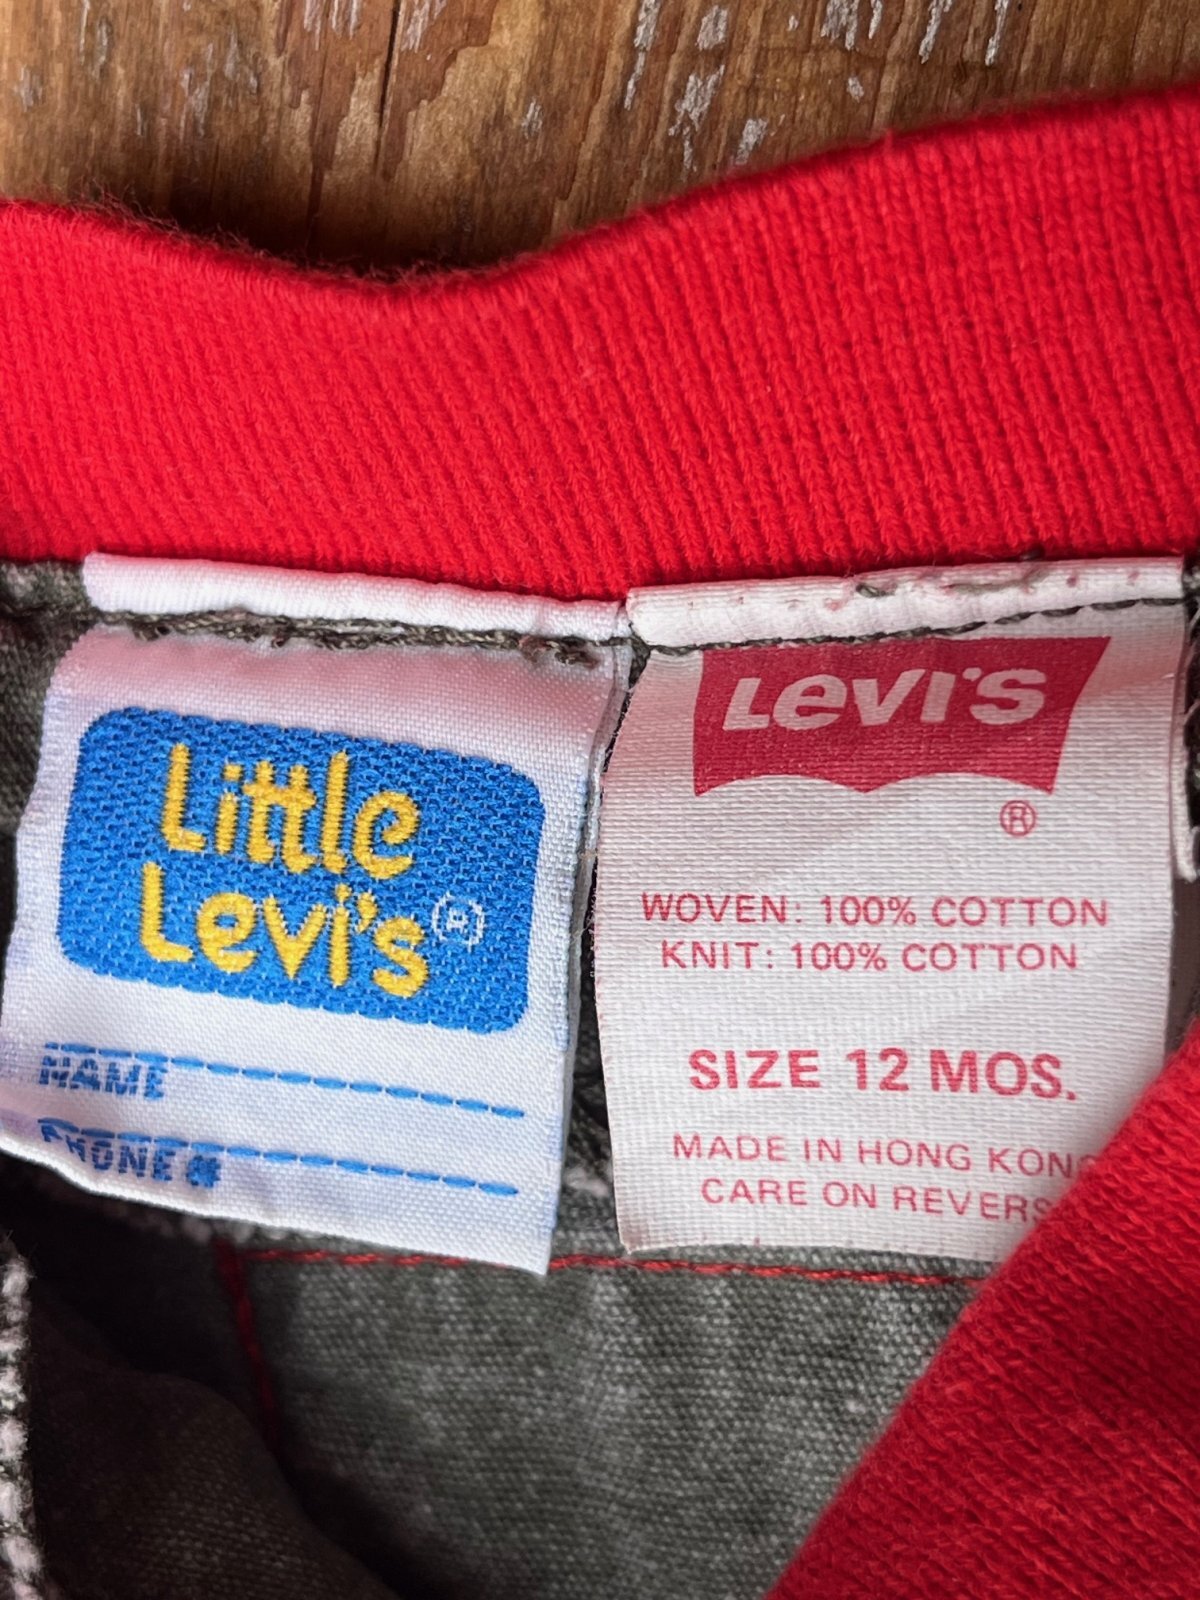 Little
Levi's®
NAME
PHONE #
LEVI'S
®
WOVEN: 100% COTTON
KNIT: 100% COTTON
SIZE 12 MOS.
MADE IN HONG KONG
CARE ON REVERS